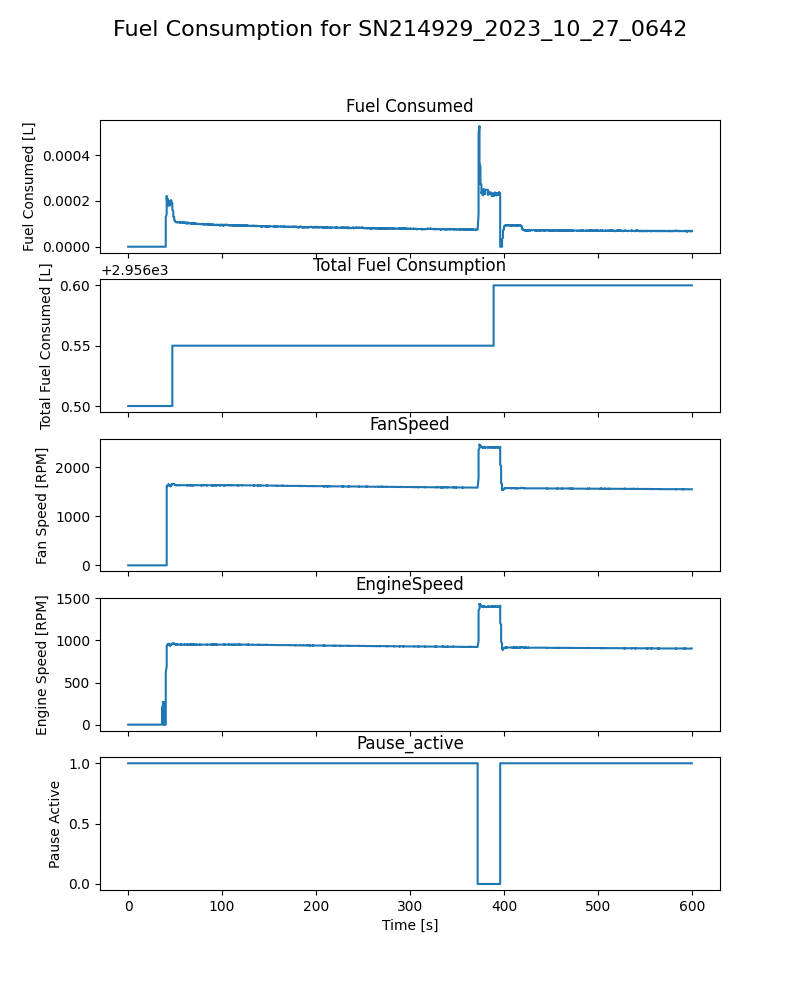 Fuel Consumption for SN214929_2023_10_27_0642
Fuel Consumed
Fuel Consumed [L]
0.0004
0.0002
0.0000
Total Fuel Consumption
+2.956e3
Total Fuel Consumed [L]
0.60
0.55
0.50
FanSpeed
Fan Speed [RPM]
2000
1000
0
EngineSpeed
Engine Speed [RPM]
1500
1000
500
0
Pause_active
Pause Active
1.0
0.5
0.0
0 100 200 300 400 500 600
Time [s]